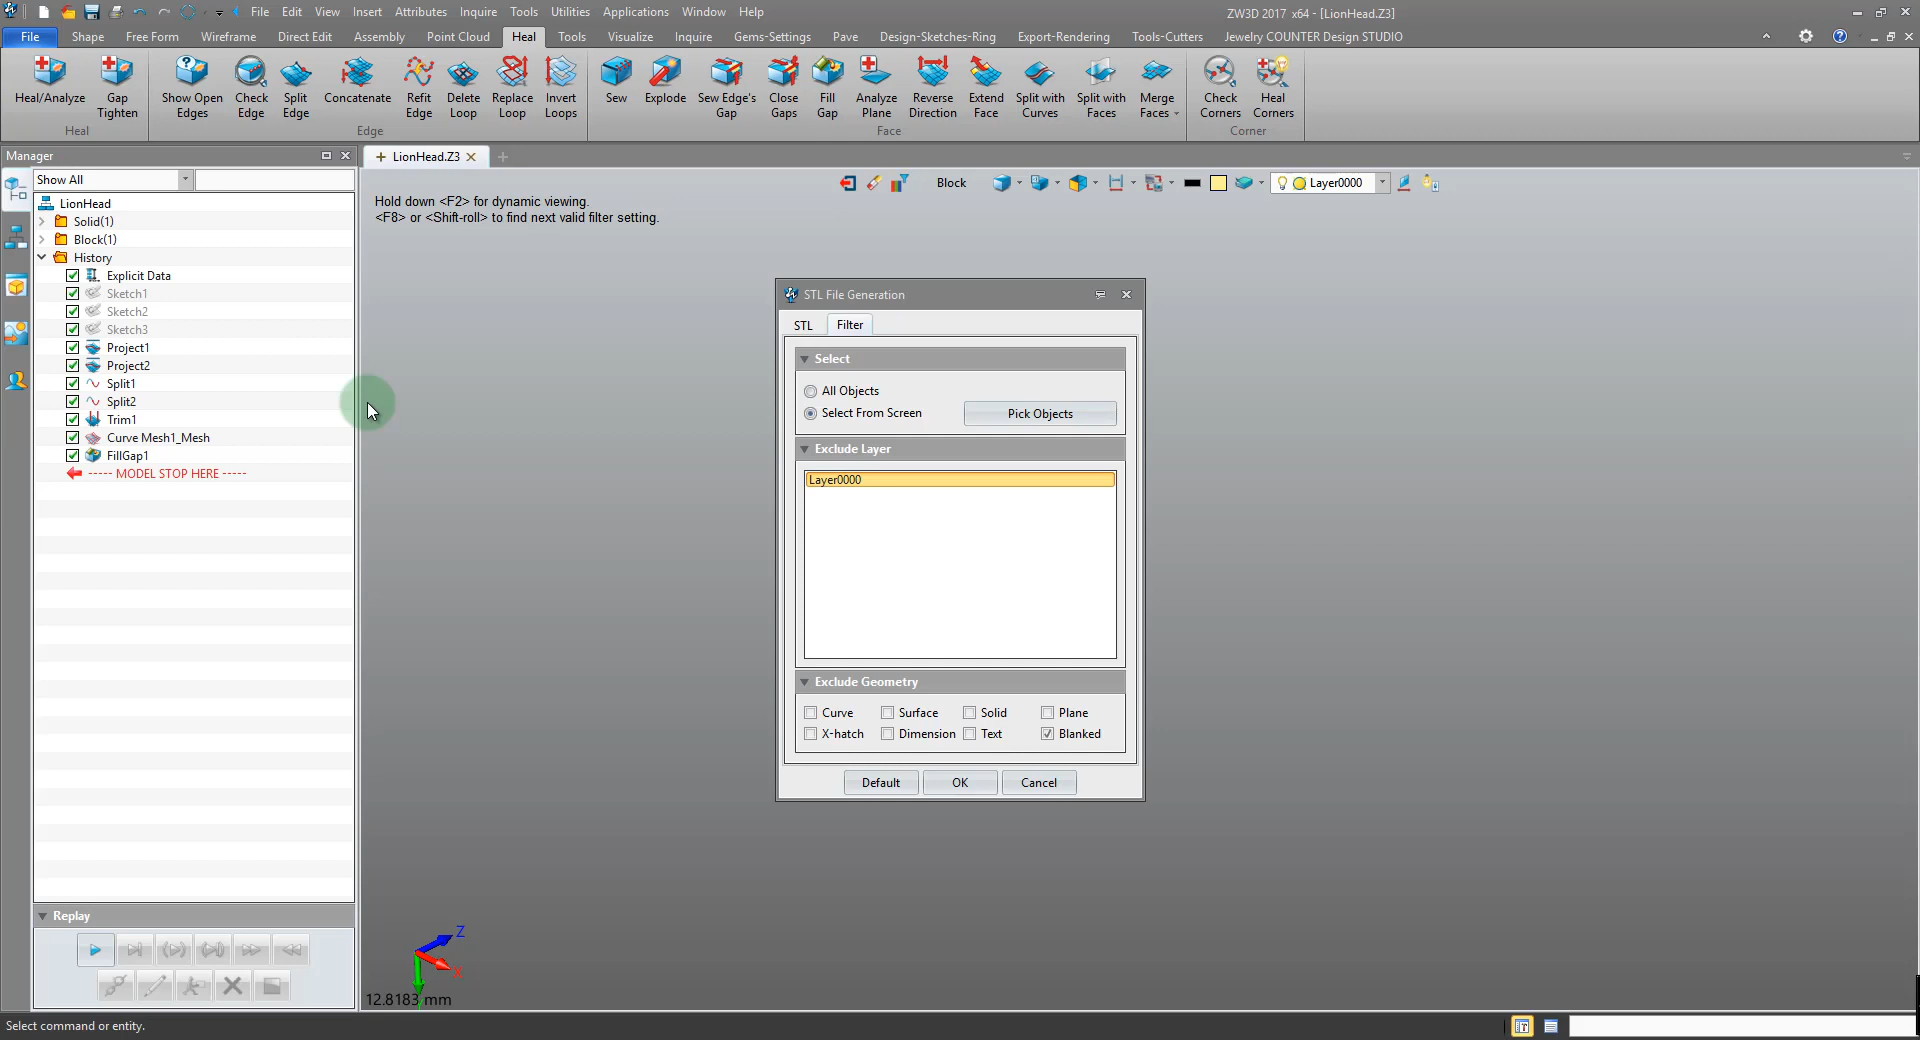 File Edit View Insert Attributes Inquire Tools Utilities Applications Window Help
ZW3D 2017 x64 - [LionHead.Z3]
File Shape Free Form Wireframe Direct Edit Assembly Point Cloud Heal Tools Visualize Inquire Gems-Settings Pave Design-Sketches-Ring Export-Rendering Tools-Cutters Jewelry COUNTER Design STUDIO
Heal/Analyze
Gap Tighten
Show Open Edges
Check Edge
Split Edge
Concatenate
Refit Edge
Delete Loop
Replace Loop
Invert Loops
Sew
Explode
Sew Edge's Gap
Close Gaps
Fill Gap
Analyze Plane
Reverse Direction
Extend Face
Split with Curves
Split with Faces
Merge Faces
Check Corners
Heal Corners
Heal Edge Face Corner
Manager
LionHead.Z3
Show All
Block
Layer0000
Hold down <F2> for dynamic viewing.
<F8> or <Shift-roll> to find next valid filter setting.
LionHead
Solid(1)
Block(1)
History
Explicit Data
Sketch1
Sketch2
Sketch3
Project1
Project2
Split1
Split2
Trim1
Curve Mesh1_Mesh
FillGap1
----- MODEL STOP HERE -----
Replay
STL File Generation
STL Filter
Select
All Objects
Select From Screen Pick Objects
Exclude Layer
Layer0000
Exclude Geometry
Curve Surface Solid Plane
X-hatch Dimension Text Blanked
Default OK Cancel
Z
X
12.8183 mm
Select command or entity.